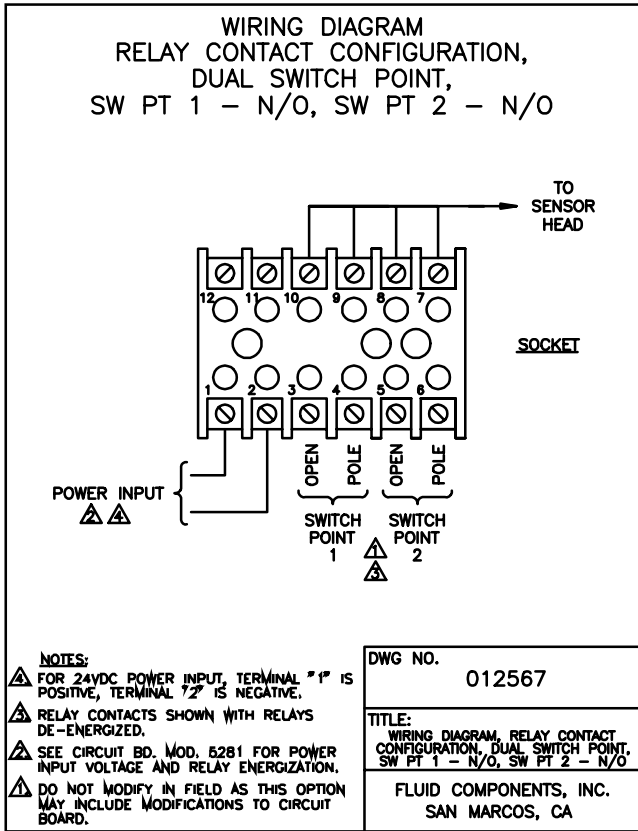 WIRING DIAGRAM
RELAY CONTACT CONFIGURATION,
DUAL SWITCH POINT,
SW PT 1 - N/O, SW PT 2 - N/O
TO
SENSOR
HEAD
12 11 10 9 8 7
SOCKET
1 2 3 4 5 6
OPEN POLE OPEN POLE
POWER INPUT
2 4
SWITCH
POINT
1
SWITCH
POINT
2
1
3
NOTES:
4 FOR 24VDC POWER INPUT, TERMINAL "1" IS
POSITIVE, TERMINAL "2" IS NEGATIVE.
3 RELAY CONTACTS SHOWN WITH RELAYS
DE-ENERGIZED.
2 SEE CIRCUIT BD. MOD. 5281 FOR POWER
INPUT VOLTAGE AND RELAY ENERGIZATION.
1 DO NOT MODIFY IN FIELD AS THIS OPTION
MAY INCLUDE MODIFICATIONS TO CIRCUIT
BOARD.
DWG NO.
012567
TITLE:
WIRING DIAGRAM, RELAY CONTACT
CONFIGURATION, DUAL SWITCH POINT,
SW PT 1 - N/O, SW PT 2 - N/O
FLUID COMPONENTS, INC.
SAN MARCOS, CA